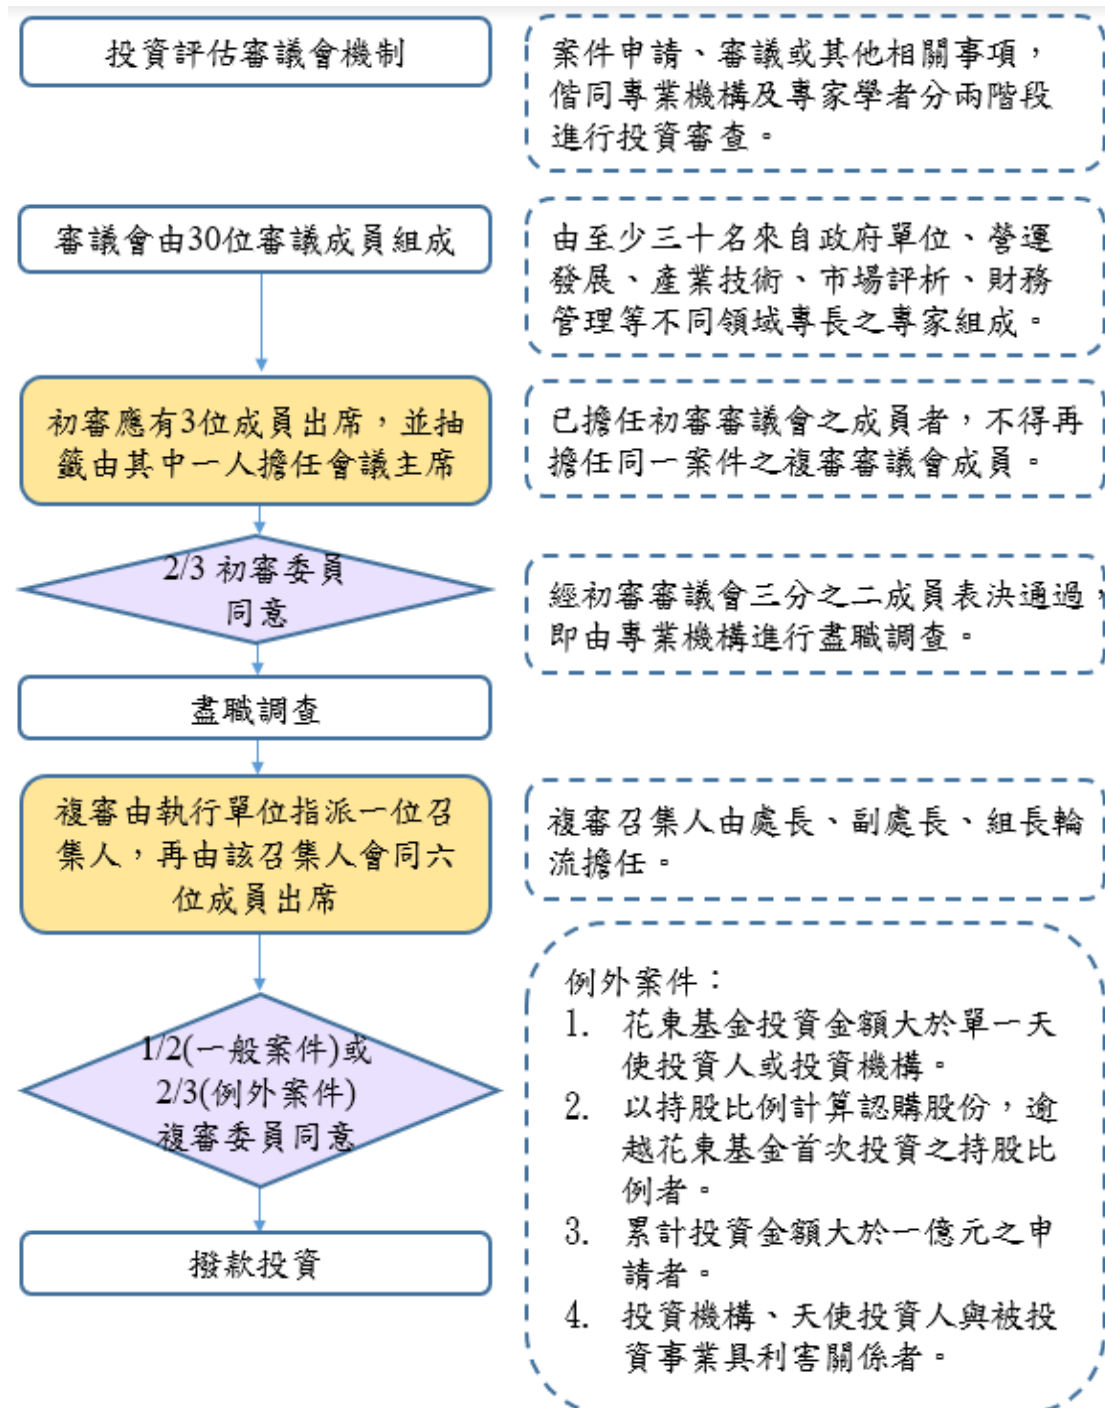 投資評估審議會機制
案件申請、審議或其他相關事項，
偕同專業機構及專家學者分兩階段
進行投資審查。
審議會由30位審議成員組成
由至少三十名來自政府單位、營運
發展、產業技術、市場評析、財務
管理等不同領域專長之專家組成。
初審應有3位成員出席，並抽
籤由其中一人擔任會議主席
已擔任初審審議會之成員者，不得再
擔任同一案件之複審審議會成員。
2/3 初審委員
同意
經初審審議會三分之二成員表決通過，
即由專業機構進行盡職調查。
盡職調查
複審由執行單位指派一位召
集人，再由該召集人會同六
位成員出席
複審召集人由處長、副處長、組長輪
流擔任。
1/2(一般案件)或
2/3(例外案件)
複審委員同意
例外案件：
1. 花東基金投資金額大於單一天
使投資人或投資機構。
2. 以持股比例計算認購股份，逾
越花東基金首次投資之持股比
例者。
3. 累計投資金額大於一億元之申
請者。
4. 投資機構、天使投資人與被投
資事業具利害關係者。
撥款投資